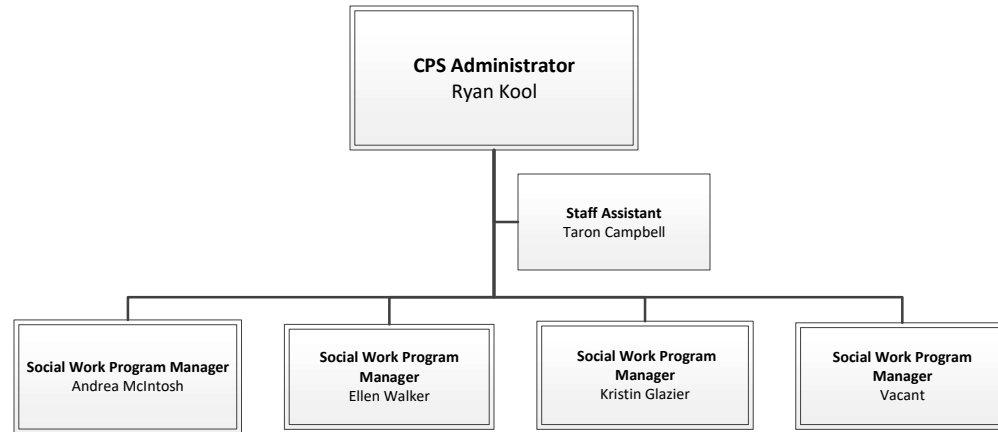 CPS Administrator
Ryan Kool
Staff Assistant
Taron Campbell
Social Work Program Manager
Andrea McIntosh
Social Work Program
Manager
Ellen Walker
Social Work Program
Manager
Kristin Glazier
Social Work Program
Manager
Vacant